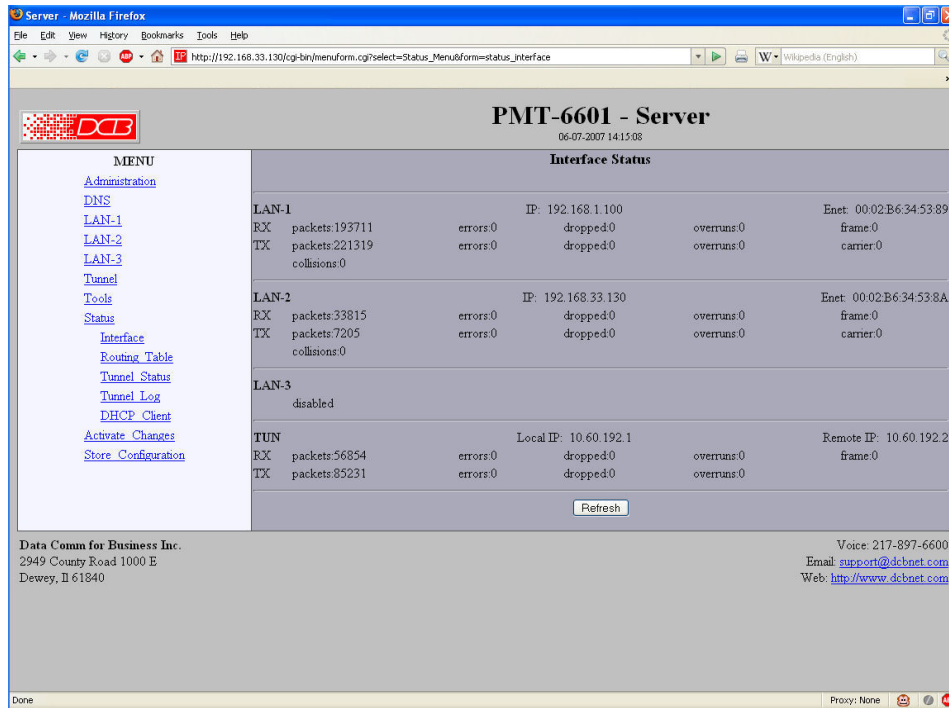 Server - Mozilla Firefox
File Edit View History Bookmarks Tools Help
IP http://192.168.33.130/cgi-bin/menuform.cgi?select=Status_Menu&form=status_interface W Wikipedia (English)
ABP
DCB
PMT-6601 - Server
06-07-2007 14:15:08
MENU
Administration
DNS
LAN-1
LAN-2
LAN-3
Tunnel
Tools
Status
Interface
Routing Table
Tunnel Status
Tunnel Log
DHCP Client
Activate Changes
Store Configuration
Interface Status
LAN-1 IP: 192.168.1.100 Enet: 00:02:B6:34:53:89
RX packets:193711 errors:0 dropped:0 overruns:0 frame:0
TX packets:221319 errors:0 dropped:0 overruns:0 carrier:0
collisions:0
LAN-2 IP: 192.168.33.130 Enet: 00:02:B6:34:53:8A
RX packets:33815 errors:0 dropped:0 overruns:0 frame:0
TX packets:7205 errors:0 dropped:0 overruns:0 carrier:0
collisions:0
LAN-3
disabled
TUN Local IP: 10.60.192.1 Remote IP: 10.60.192.2
RX packets:56854 errors:0 dropped:0 overruns:0 frame:0
TX packets:85231 errors:0 dropped:0 overruns:0
Refresh
Data Comm for Business Inc.
2949 County Road 1000 E
Dewey, Il 61840
Voice: 217-897-6600
Email: support@dcbnet.com
Web: http://www.dcbnet.com
Done Proxy: None